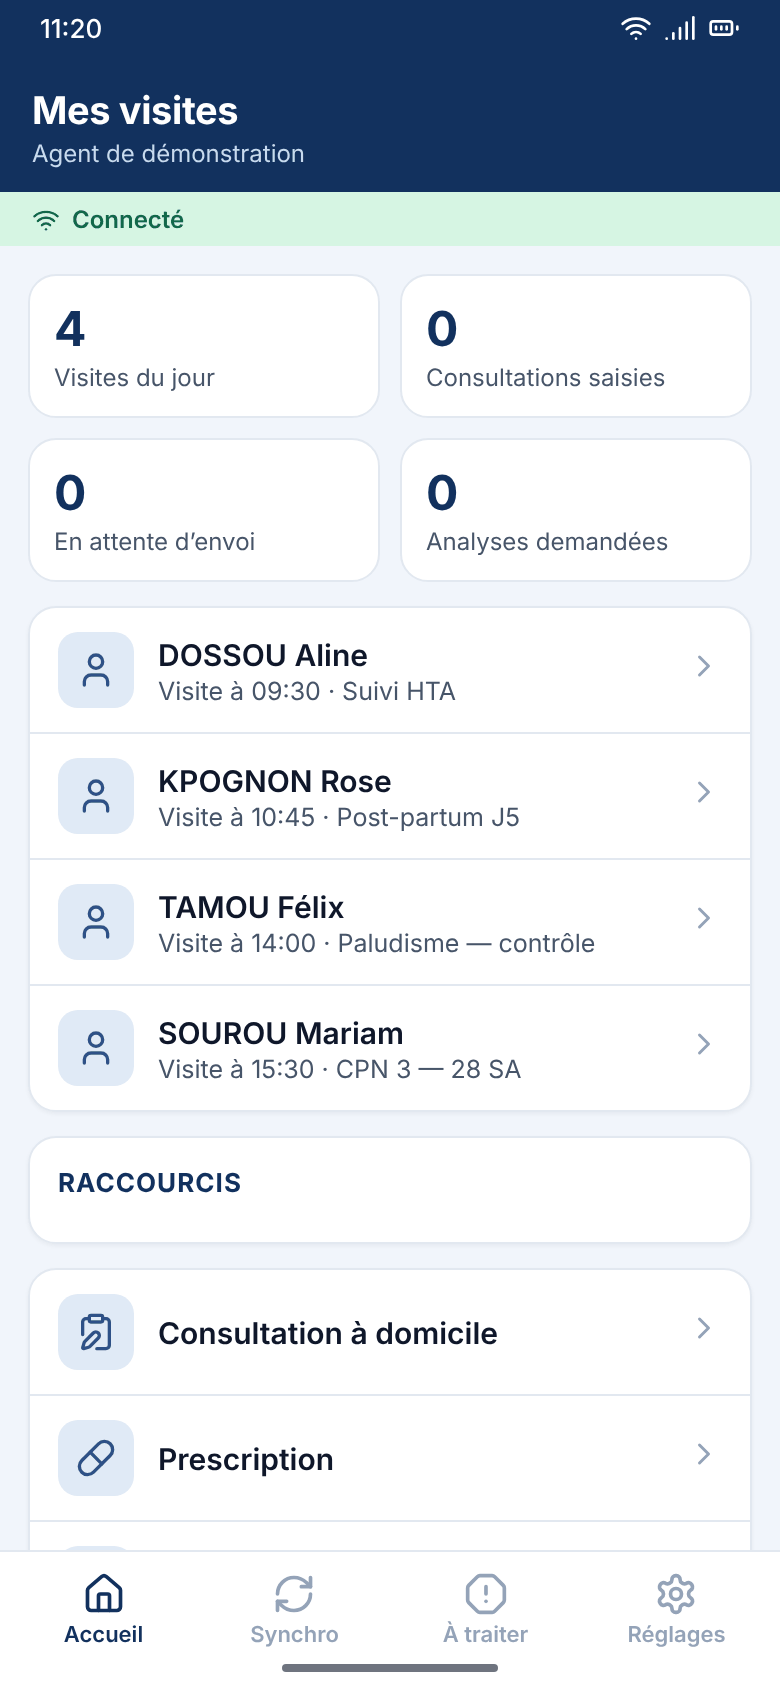 11:20
Mes visites
Agent de démonstration
Connecté
4
Visites du jour
0
Consultations saisies
0
En attente d’envoi
0
Analyses demandées
DOSSOU Aline
Visite à 09:30 · Suivi HTA
KPOGNON Rose
Visite à 10:45 · Post-partum J5
TAMOU Félix
Visite à 14:00 · Paludisme — contrôle
SOUROU Mariam
Visite à 15:30 · CPN 3 — 28 SA
RACCOURCIS
Consultation à domicile
Prescription
Accueil
Synchro
À traiter
Réglages